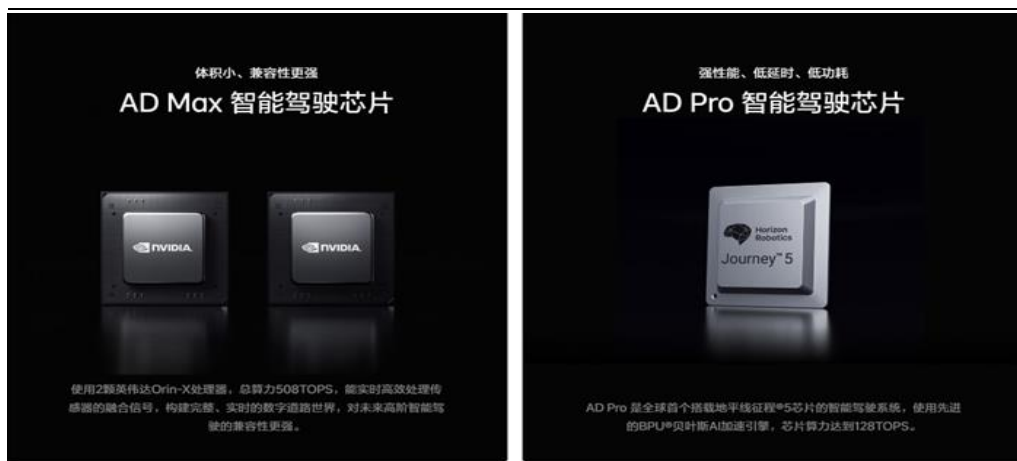 体积小、兼容性更强
AD Max 智能驾驶芯片
NVIDIA
NVIDIA
使用2颗英伟达Orin-X处理器，总算力508TOPS，能实时高效处理传
感器的融合信号，构建完整、实时的数字道路世界，对未来高阶智能驾
驶的兼容性更强。
强性能、低延时、低功耗
AD Pro 智能驾驶芯片
Horizon
Robotics
Journey™ 5
AD Pro 是全球首个搭载地平线征程®5芯片的智能驾驶系统，使用先进
的BPU®贝叶斯AI加速引擎，芯片算力达到128TOPS。